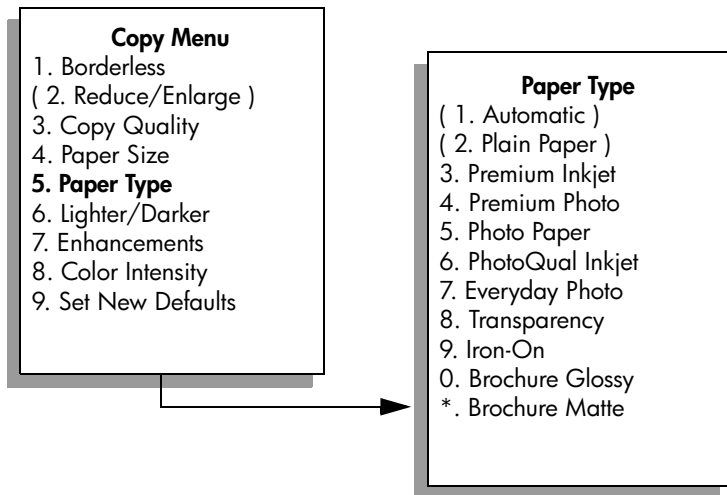 Copy Menu
1. Borderless
( 2. Reduce/Enlarge )
3. Copy Quality
4. Paper Size
5. Paper Type
6. Lighter/Darker
7. Enhancements
8. Color Intensity
9. Set New Defaults
Paper Type
( 1. Automatic )
( 2. Plain Paper )
3. Premium Inkjet
4. Premium Photo
5. Photo Paper
6. PhotoQual Inkjet
7. Everyday Photo
8. Transparency
9. Iron-On
0. Brochure Glossy
*. Brochure Matte